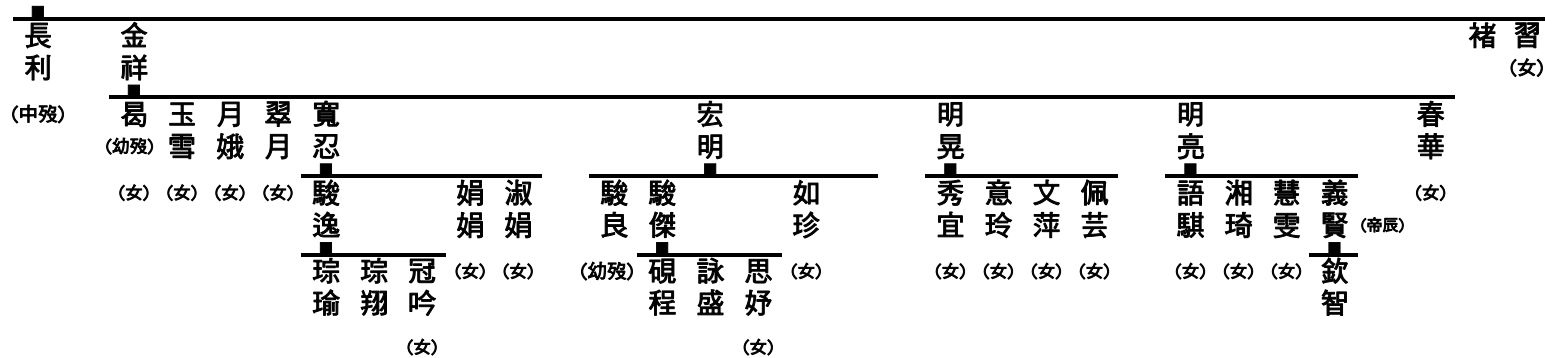 長利
(中歿)
金祥
褚
習
(女)
曷
(幼歿)
(女)
玉雪
(女)
月娥
(女)
翠月
(女)
寬忍
宏明
明晃
明亮
春華
(女)
駿逸
娟娟
(女)
淑娟
(女)
駿良
(幼歿)
駿傑
如珍
(女)
秀宜
(女)
意玲
(女)
文萍
(女)
佩芸
(女)
語騏
(女)
湘琦
(女)
慧雯
(女)
義賢
(帝辰)
琮瑜
琮翔
冠吟
(女)
硯程
詠盛
思妤
(女)
欽智